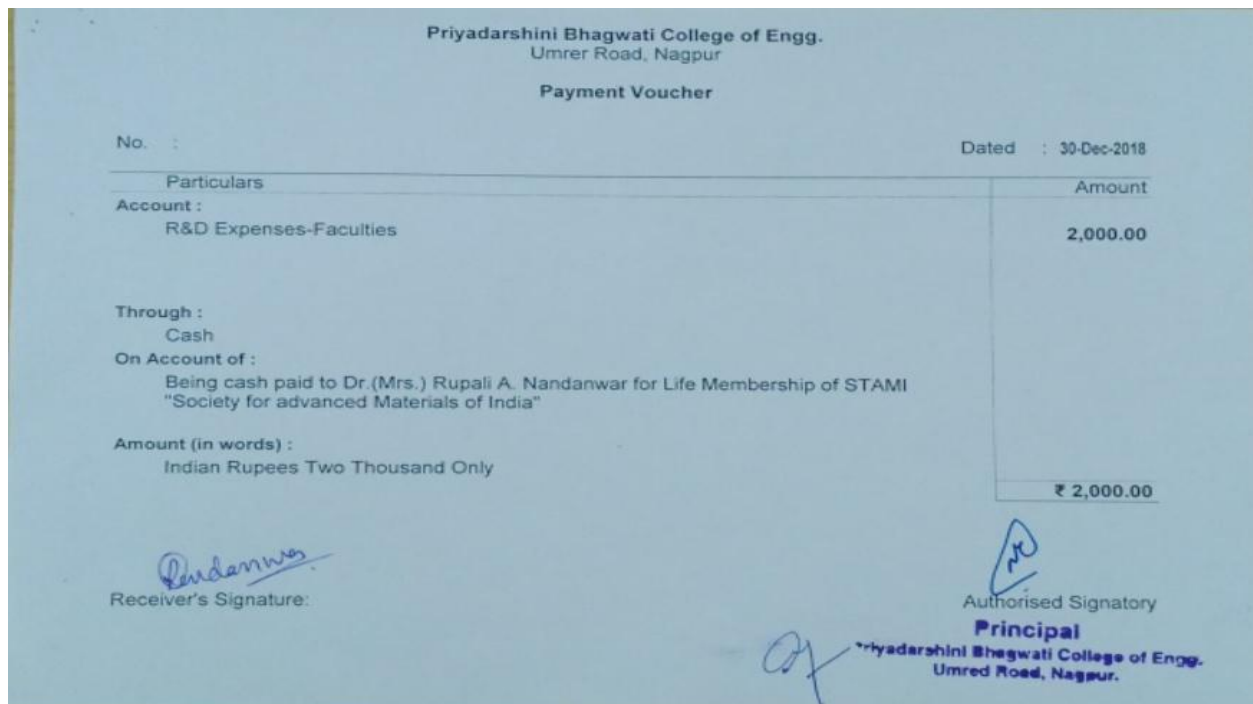 Priyadarshini Bhagwati College of Engg.
Umrer Road, Nagpur
Payment Voucher
No. :
Dated : 30-Dec-2018
Particulars Amount
Account :
R&D Expenses-Faculties 2,000.00
Through :
Cash
On Account of :
Being cash paid to Dr.(Mrs.) Rupali A. Nandanwar for Life Membership of STAMI
"Society for advanced Materials of India"
Amount (in words) :
Indian Rupees Two Thousand Only
₹ 2,000.00
Receiver's Signature:
Authorised Signatory
Principal
Priyadarshini Bhagwati College of Engg.
Umred Road, Nagpur.